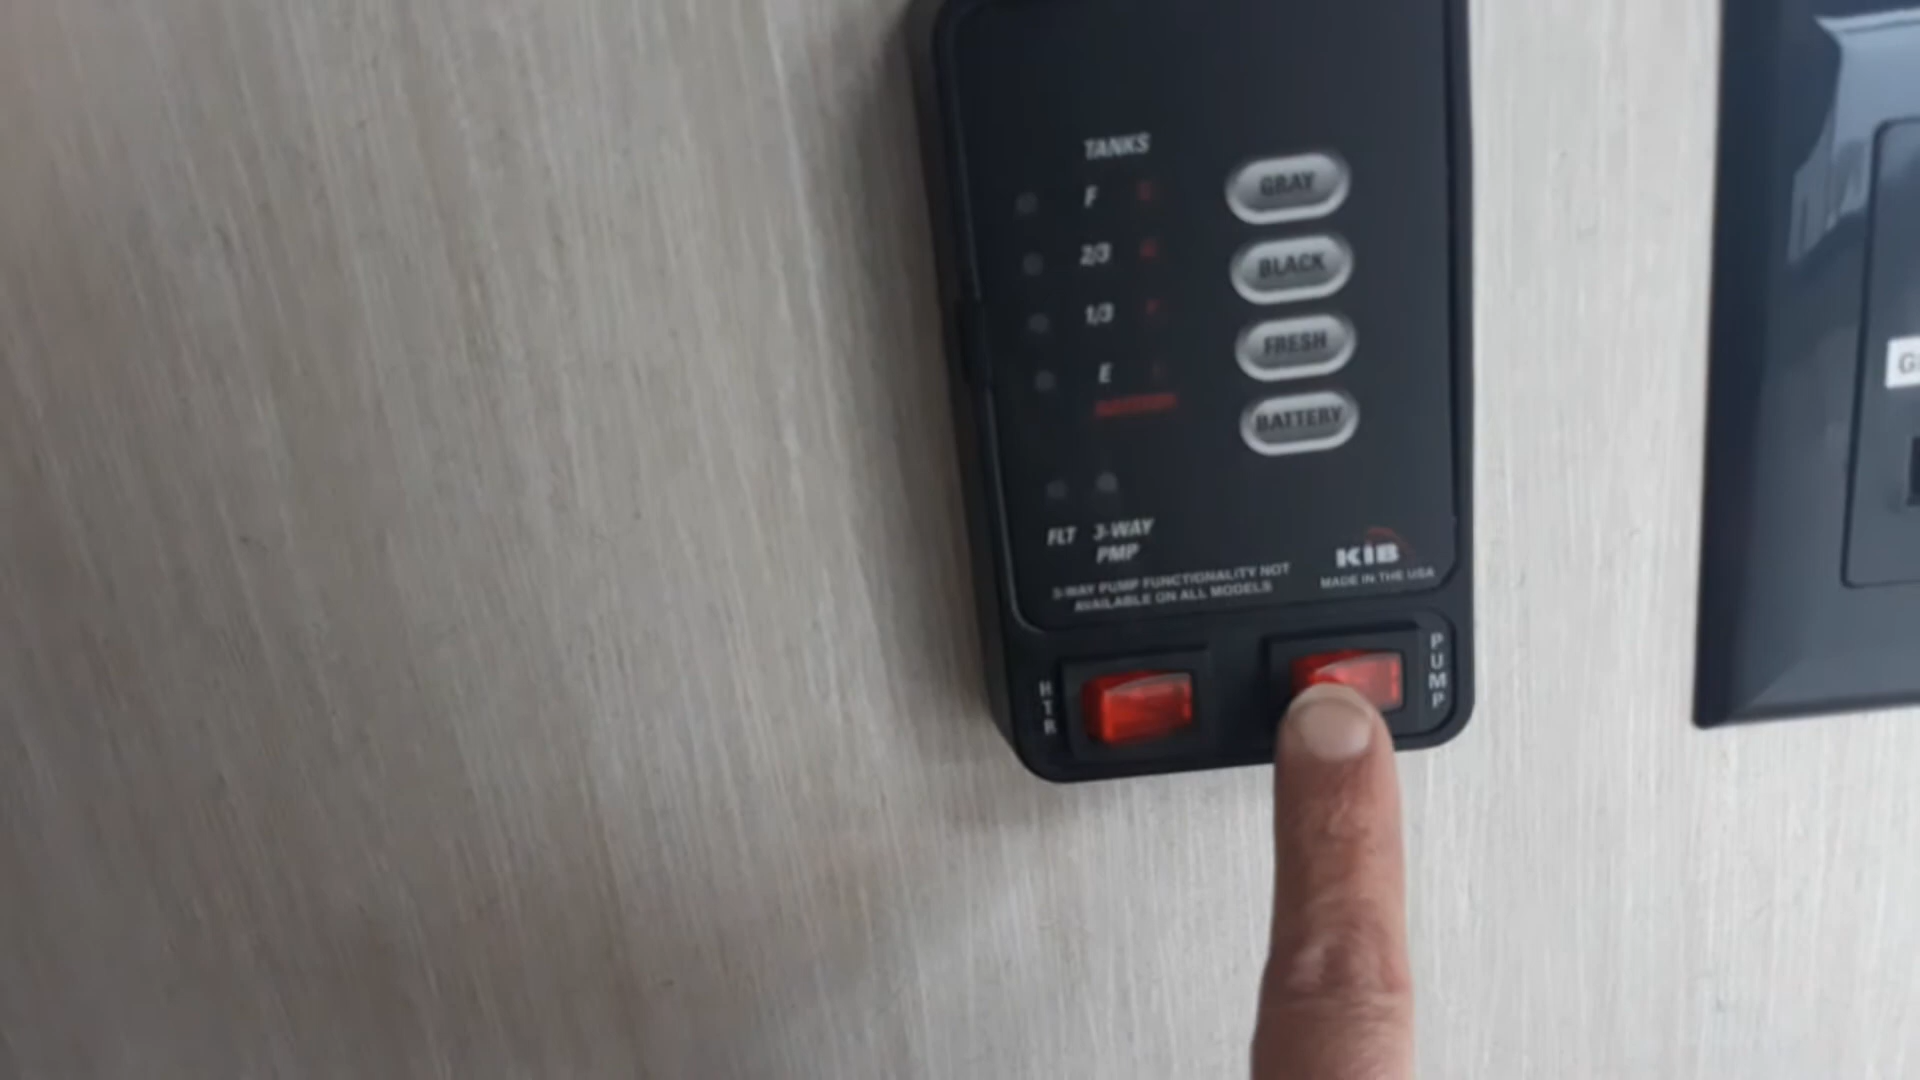 TANKS
F
2/3
1/3
E
GRAY
BLACK
FRESH
BATTERY
FLT
3-WAY
PMP
3-WAY PUMP FUNCTIONALITY NOT
AVAILABLE ON ALL MODELS
KIB
MADE IN THE USA
HTR
PUMP